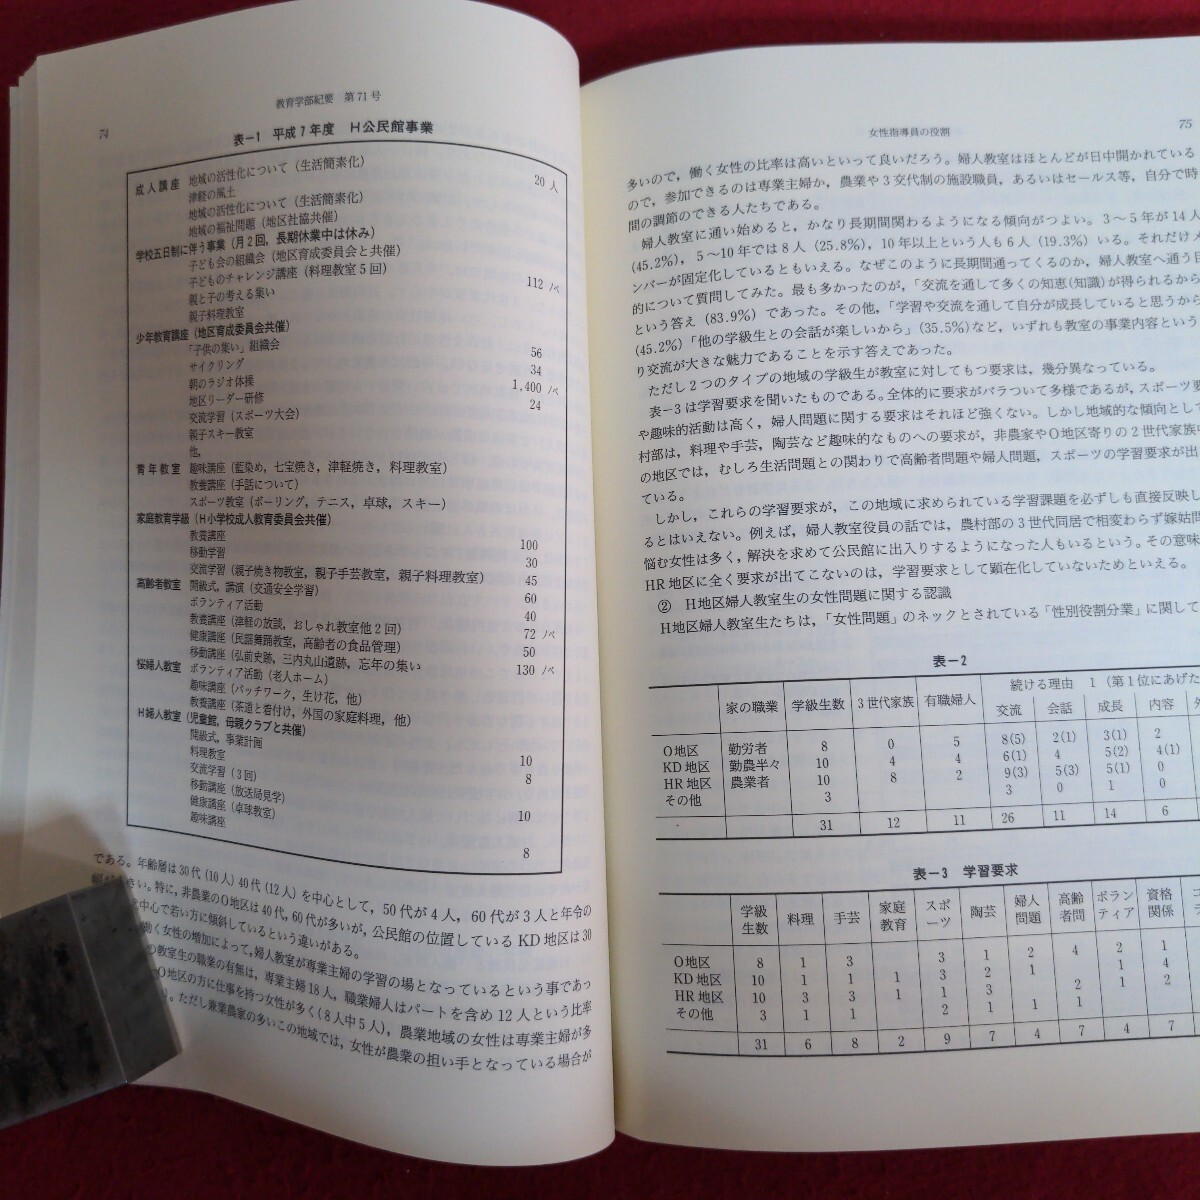 74
教育学部紀要　第71号
表−1　平成7年度　H公民館事業
成人講座　地域の活性化について（生活簡素化）　20人
津軽の風土
地域の活性化について（生活簡素化）
地域の福祉問題（地区社協共催）
学校五日制に伴う事業（月2回，長期休業中は休み）
子ども会の組織会（地区育成委員会と共催）
子どものチャレンジ講座（料理教室5回）　112ノベ
親と子の考える集い
親子料理教室
少年教育講座（地区育成委員会共催）
「子供の集い」組織会　56
サイクリング　34
朝のラジオ体操　1,400ノベ
地区リーダー研修　24
交流学習（スポーツ大会）
親子スキー教室
他，
青年教室　趣味講座（藍染め，七宝焼き，津軽焼き，料理教室）
教養講座（手話について）
スポーツ教室（ボーリング，テニス，卓球，スキー）
家庭教育学級（H小学校成人教育委員会共催）
教養講座　100
移動学習　30
交流学習（親子焼き物教室，親子手芸教室，親子料理教室）　45
高齢者教室　開級式，講演（交通安全学習）　60
ボランティア活動　40
教養講座（津軽の放談，おしゃれ教室他2回）　72ノベ
健康講座（民謡舞踊教室，高齢者の食品管理）　50
移動講座（弘前史跡，三内丸山遺跡，忘年の集い　130ノベ
桜婦人教室　ボランティア活動（老人ホーム）
趣味講座（パッチワーク，生け花，他）
教養講座（茶道と着付け，外国の家庭料理，他）
H婦人教室（児童館，母親クラブと共催）
開級式，事業計画　10
料理教室　8
交流学習（3回）
移動講座（放送局見学）　10
健康講座（卓球教室）
趣味講座　8
である。年齢層は30代（10人）40代（12人）を中心として，50代が4人，60代が3人と年令の
きい。特に，非農業のO地区は40代，60代が多いが，公民館の位置しているKD地区は30
中心で若い方に傾斜しているという違いがある。
働く女性の増加によって，婦人教室が専業主婦の学習の場となっているという事であっ
の教室生の職業の有無は，専業主婦18人，職業婦人はパートを含め12人という比率
O地区の方に仕事を持つ女性が多く（8人中5人），農業地域の女性は専業主婦が多
。ただし兼業農家の多いこの地域では，女性が農業の担い手となっている場合が
女性指導員の役割
75
多いので，働く女性の比率は高いといって良いだろう。婦人教室はほとんどが日中開かれている
ので，参加できるのは専業主婦か，農業や3交代制の施設職員，あるいはセールス等，自分で時
間の調節のできる人たちである。
婦人教室に通い始めると，かなり長期間関わるようになる傾向がつよい。3～5年が14人
(45.2%)，5～10年では8人（25.8%），10年以上という人も6人（19.3%）いる。それだけメ
ンバーが固定化しているともいえる。なぜこのように長期間通ってくるのか，婦人教室へ通う目
的について質問してみた。最も多かったのが，「交流を通して多くの知恵(知識）が得られるから
という答え（83.9%）であった。その他，「学習や交流を通して自分が成長していると思うから
(45.2%)「他の学級生との会話が楽しいから」（35.5%）など，いずれも教室の事業内容という
り交流が大きな魅力であることを示す答えであった。
ただし2つのタイプの地域の学級生が教室に対してもつ要求は，幾分異なっている。
表−3は学習要求を聞いたものである。全体的に要求がバラついて多様であるが，スポーツ要
や趣味的活動は高く，婦人問題に関する要求はそれほど強くない。しかし地域的な傾向として
村部は，料理や手芸，陶芸など趣味的なものへの要求が，非農家やO地区寄りの2世代家族中
の地区では，むしろ生活問題との関わりで高齢者問題や婦人問題，スポーツの学習要求が出
ている。
しかし，これらの学習要求が，この地域に求められている学習課題を必ずしも直接反映し
るとはいえない。例えば，婦人教室役員の話では，農村部の3世代同居で相変わらず嫁姑問
悩む女性は多く，解決を求めて公民館に出入りするようになった人もいるという。その意味
HR地区に全く要求が出てこないのは，学習要求として顕在化していないためといえる。
②　H地区婦人教室生の女性問題に関する認識
H地区婦人教室生たちは，「女性問題」のネックとされている「性別役割分業」に関して
表−2
家の職業　学級生数　3世代家族　有職婦人　続ける理由　1（第1位にあげた
交流　会話　成長　内容　外
O地区　勤労者　8　0　5　8(5)　2(1)　3(1)　2
KD地区　勤農半々　10　4　4　6(1)　4　5(2)　4(1)
HR地区　農業者　10　8　2　9(3)　5(3)　5(1)　0
その他　3　3　0　1　0
31　12　11　26　11　14　6
表−3　学習要求
学級生数　料理　手芸　家庭教育　スポーツ　陶芸　婦人問題　高齢者問　ボランティア　資格関係
O地区　8　1　3　3　1　2　4　2　1
KD地区　10　1　1　1　3　2　1　1　4
HR地区　10　3　3　1　1　3　2　1　2
その他　3　1　1　2　1　1　1
31　6　8　2　9　7　4　7　4　7